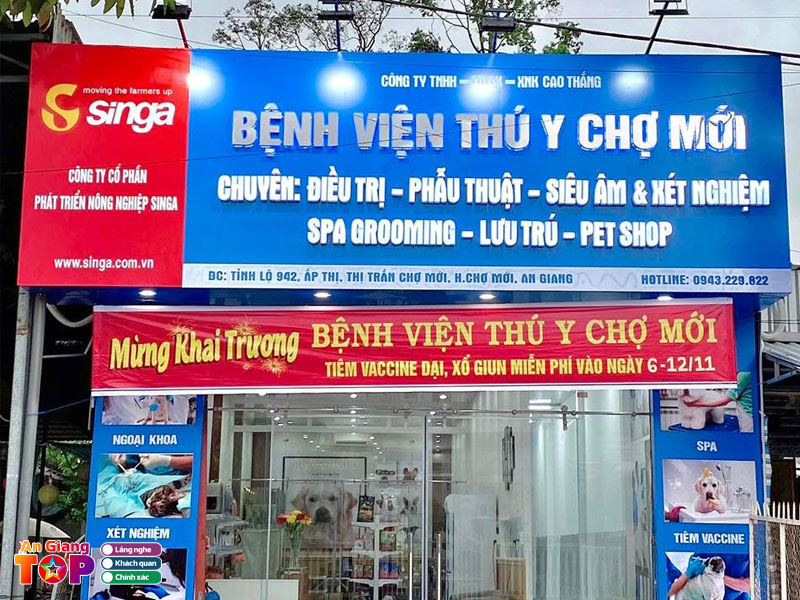 moving the farmers up
singa
CÔNG TY CỔ PHẦN
PHÁT TRIỂN NÔNG NGHIỆP SINGA
www.singa.com.vn
CÔNG TY TNHH – – XNK CAO THẮNG
BỆNH VIỆN THÚ Y CHỢ MỚI
CHUYÊN: ĐIỀU TRỊ – PHẪU THUẬT – SIÊU ÂM & XÉT NGHIỆM
SPA GROOMING – LƯU TRÚ – PET SHOP
ĐC: TỈNH LỘ 942, ẤP THỊ, THỊ TRẤN CHỢ MỚI, H.CHỢ MỚI, AN GIANG
HOTLINE: 0943.229.822
Mừng Khai Trương
BỆNH VIỆN THÚ Y CHỢ MỚI
TIÊM VACCINE DẠI, XỔ GIUN MIỄN PHÍ VÀO NGÀY 6-12/11
NGOẠI KHOA
XÉT NGHIỆM
SPA
TIÊM VACCINE
An Giang
TOP
Lắng nghe
Khách quan
Chính xác